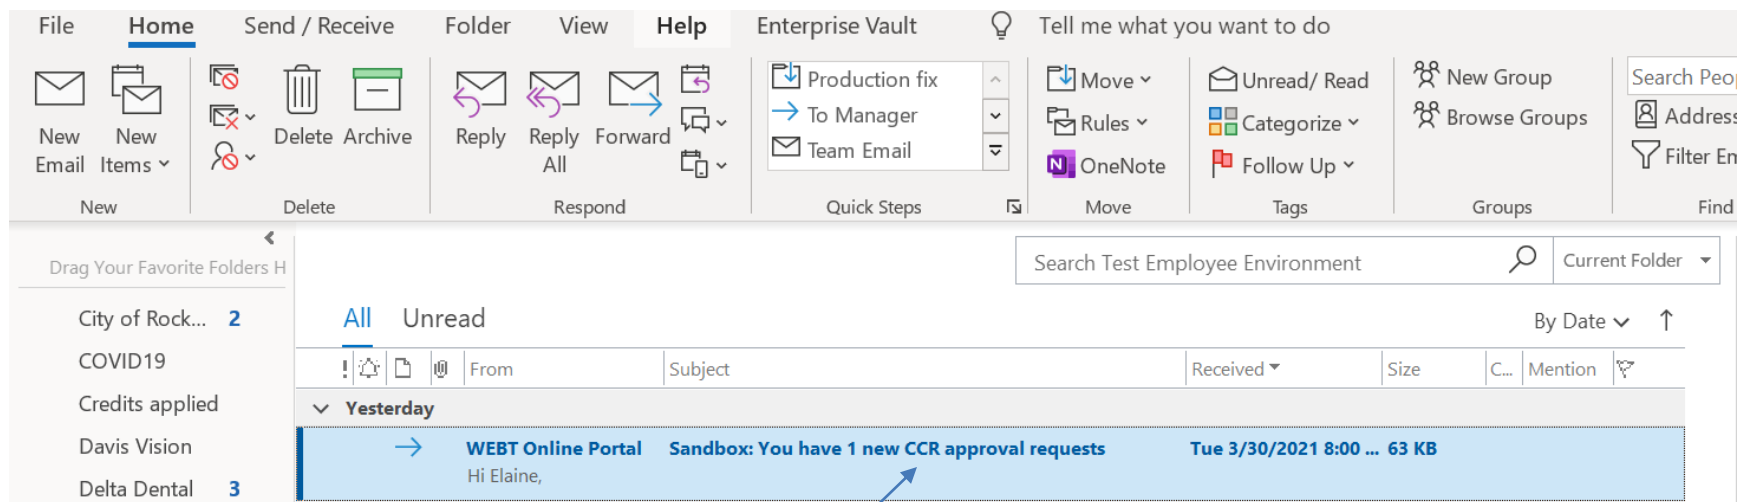 File Home Send / Receive Folder View Help Enterprise Vault Tell me what you want to do
New Email
New Items
Delete
Archive
Reply
Reply All
Forward
Production fix
To Manager
Team Email
Move
Rules
OneNote
Unread/ Read
Categorize
Follow Up
New Group
Browse Groups
Search Peo
Address
Filter Em
New Delete Respond Quick Steps Move Tags Groups Find
Drag Your Favorite Folders H
Search Test Employee Environment Current Folder
City of Rock... 2
COVID19
Credits applied
Davis Vision
Delta Dental 3
All Unread By Date
! From Subject Received Size C... Mention
Yesterday
WEBT Online Portal Sandbox: You have 1 new CCR approval requests Tue 3/30/2021 8:00 ... 63 KB
Hi Elaine,